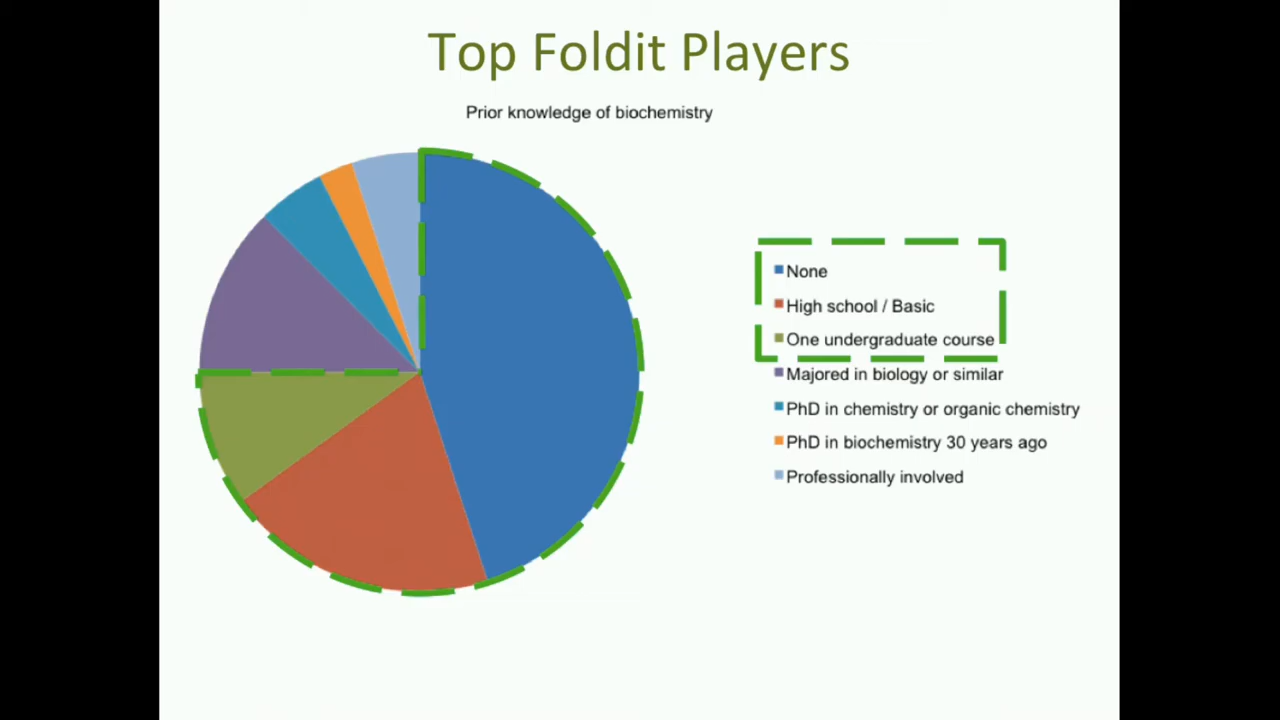 Top Foldit Players
Prior knowledge of biochemistry
None
High school / Basic
One undergraduate course
Majored in biology or similar
PhD in chemistry or organic chemistry
PhD in biochemistry 30 years ago
Professionally involved